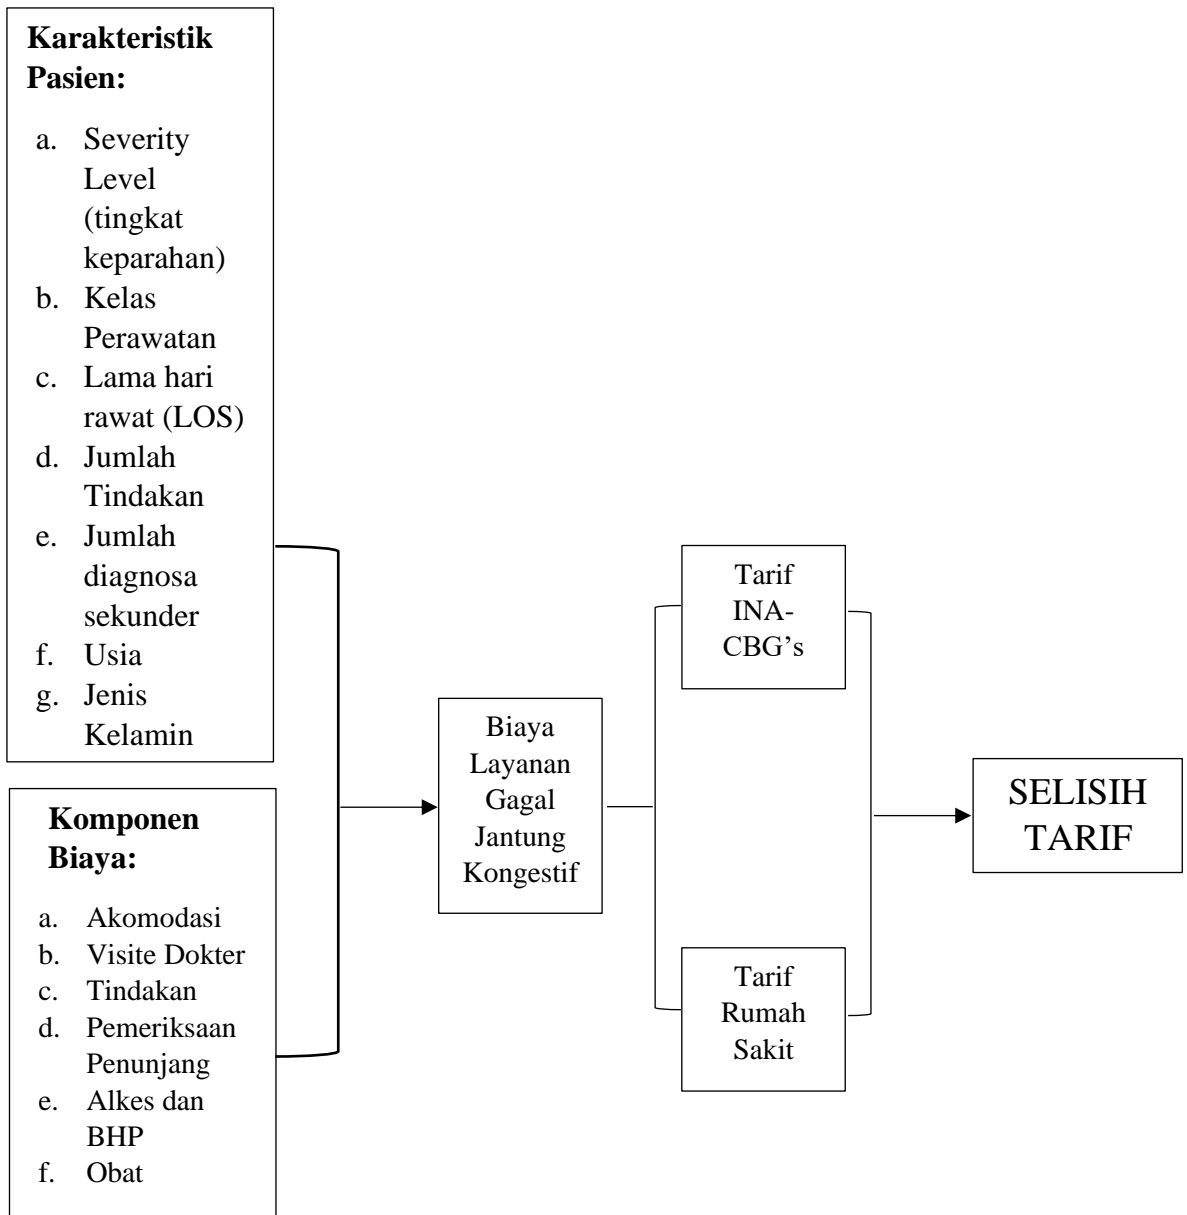 Karakteristik
Pasien:
a. Severity
Level
(tingkat
keparahan)
b. Kelas
Perawatan
c. Lama hari
rawat (LOS)
d. Jumlah
Tindakan
e. Jumlah
diagnosa
sekunder
f. Usia
g. Jenis
Kelamin
Komponen
Biaya:
a. Akomodasi
b. Visite Dokter
c. Tindakan
d. Pemeriksaan
Penunjang
e. Alkes dan
BHP
f. Obat
Biaya
Layanan
Gagal
Jantung
Kongestif
Tarif
INA-
CBG’s
Tarif
Rumah
Sakit
SELISIH
TARIF